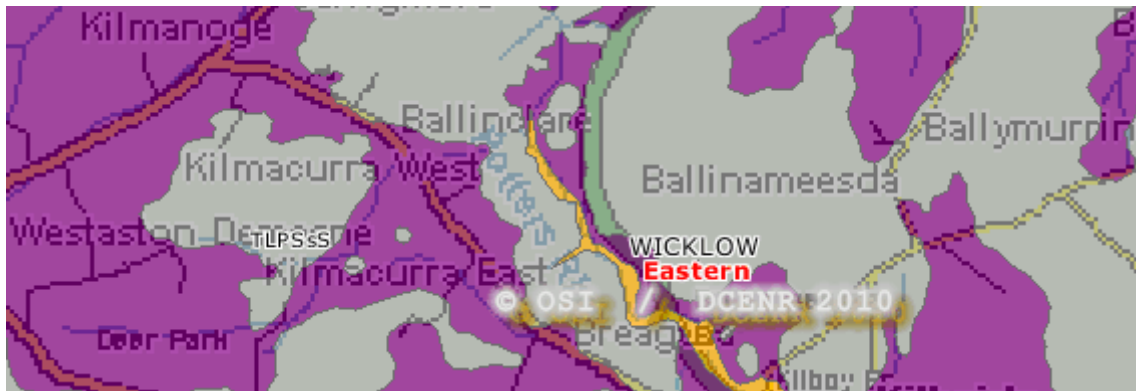 Kilmanoge
Ballinclare
Ballymurrin
Kilmacurra West
Ballinameesda
Westaston Demesne
TLPSsS
WICKLOW
Kilmacurra East
Eastern
© OSI / DCENR 2010
Deer Park